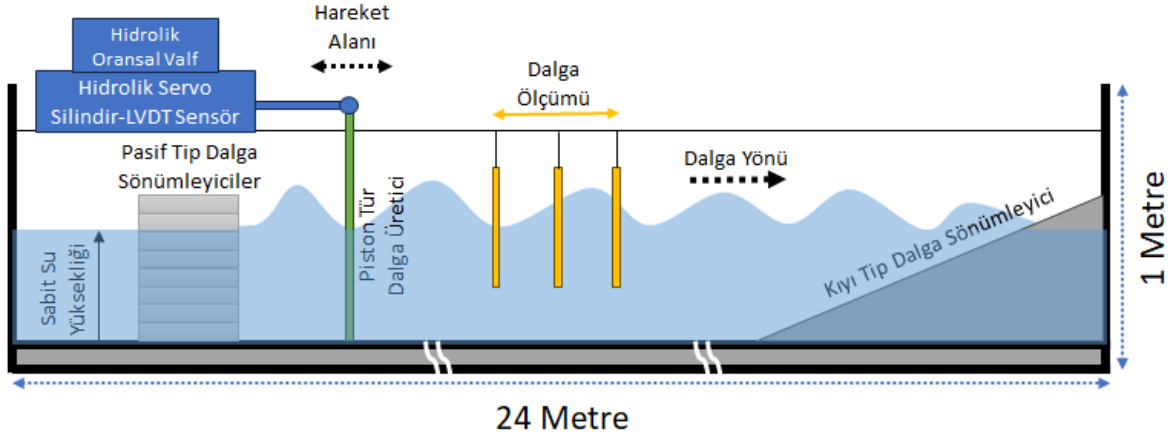 Hidrolik
Oransal Valf
Hidrolik Servo
Silindir-LVDT Sensör
Hareket
Alanı
Dalga
Ölçümü
Pasif Tip Dalga
Sönümleyiciler
Dalga Yönü
Sabit Su
Yüksekliği
Piston Tür
Dalga Üretici
Kıyı Tip Dalga Sönümleyici
1 Metre
24 Metre